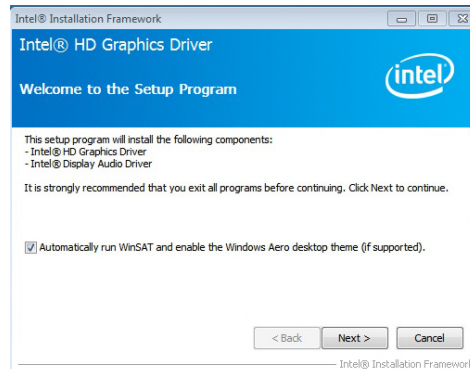 Intel® Installation Framework
Intel® HD Graphics Driver
intel
Welcome to the Setup Program
This setup program will install the following components:
- Intel® HD Graphics Driver
- Intel® Display Audio Driver
It is strongly recommended that you exit all programs before continuing. Click Next to continue.
Automatically run WinSAT and enable the Windows Aero desktop theme (if supported).
< Back Next > Cancel
Intel® Installation Framework